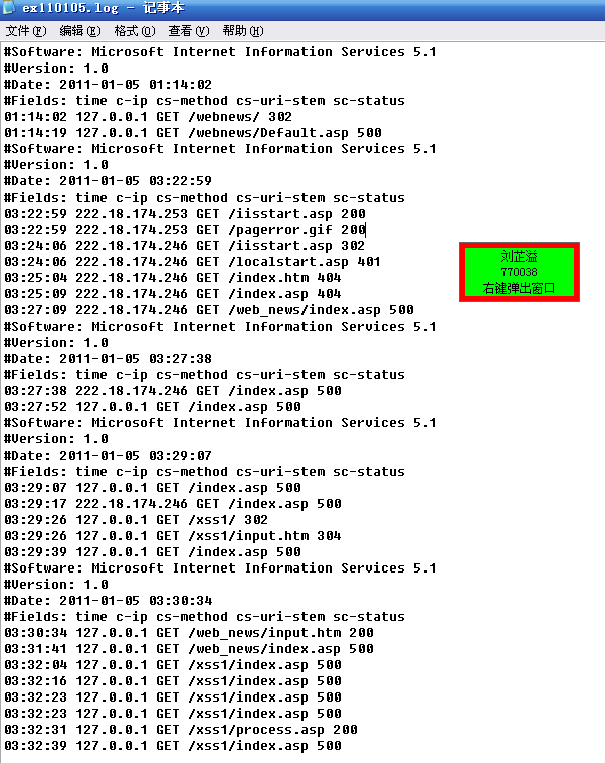 ex110105.log - 记事本
文件(F) 编辑(E) 格式(O) 查看(V) 帮助(H)
#Software: Microsoft Internet Information Services 5.1
#Version: 1.0
#Date: 2011-01-05 01:14:02
#Fields: time c-ip cs-method cs-uri-stem sc-status
01:14:02 127.0.0.1 GET /webnews/ 302
01:14:19 127.0.0.1 GET /webnews/Default.asp 500
#Software: Microsoft Internet Information Services 5.1
#Version: 1.0
#Date: 2011-01-05 03:22:59
#Fields: time c-ip cs-method cs-uri-stem sc-status
03:22:59 222.18.174.253 GET /iisstart.asp 200
03:22:59 222.18.174.253 GET /pagerror.gif 200
03:24:06 222.18.174.246 GET /iisstart.asp 302
03:24:06 222.18.174.246 GET /localstart.asp 401
03:25:04 222.18.174.246 GET /index.htm 404
03:25:09 222.18.174.246 GET /index.asp 404
03:27:09 222.18.174.246 GET /web_news/index.asp 500
#Software: Microsoft Internet Information Services 5.1
#Version: 1.0
#Date: 2011-01-05 03:27:38
#Fields: time c-ip cs-method cs-uri-stem sc-status
03:27:38 222.18.174.246 GET /index.asp 500
03:27:52 127.0.0.1 GET /index.asp 500
#Software: Microsoft Internet Information Services 5.1
#Version: 1.0
#Date: 2011-01-05 03:29:07
#Fields: time c-ip cs-method cs-uri-stem sc-status
03:29:07 127.0.0.1 GET /index.asp 500
03:29:17 222.18.174.246 GET /index.asp 500
03:29:26 127.0.0.1 GET /xss1/ 302
03:29:26 127.0.0.1 GET /xss1/input.htm 304
03:29:39 127.0.0.1 GET /index.asp 500
#Software: Microsoft Internet Information Services 5.1
#Version: 1.0
#Date: 2011-01-05 03:30:34
#Fields: time c-ip cs-method cs-uri-stem sc-status
03:30:34 127.0.0.1 GET /web_news/input.htm 200
03:31:41 127.0.0.1 GET /web_news/index.asp 500
03:32:04 127.0.0.1 GET /xss1/index.asp 500
03:32:16 127.0.0.1 GET /xss1/index.asp 500
03:32:23 127.0.0.1 GET /xss1/index.asp 500
03:32:23 127.0.0.1 GET /xss1/index.asp 500
03:32:31 127.0.0.1 GET /xss1/process.asp 200
03:32:39 127.0.0.1 GET /xss1/index.asp 500
刘芷溢
770038
右键弹出窗口